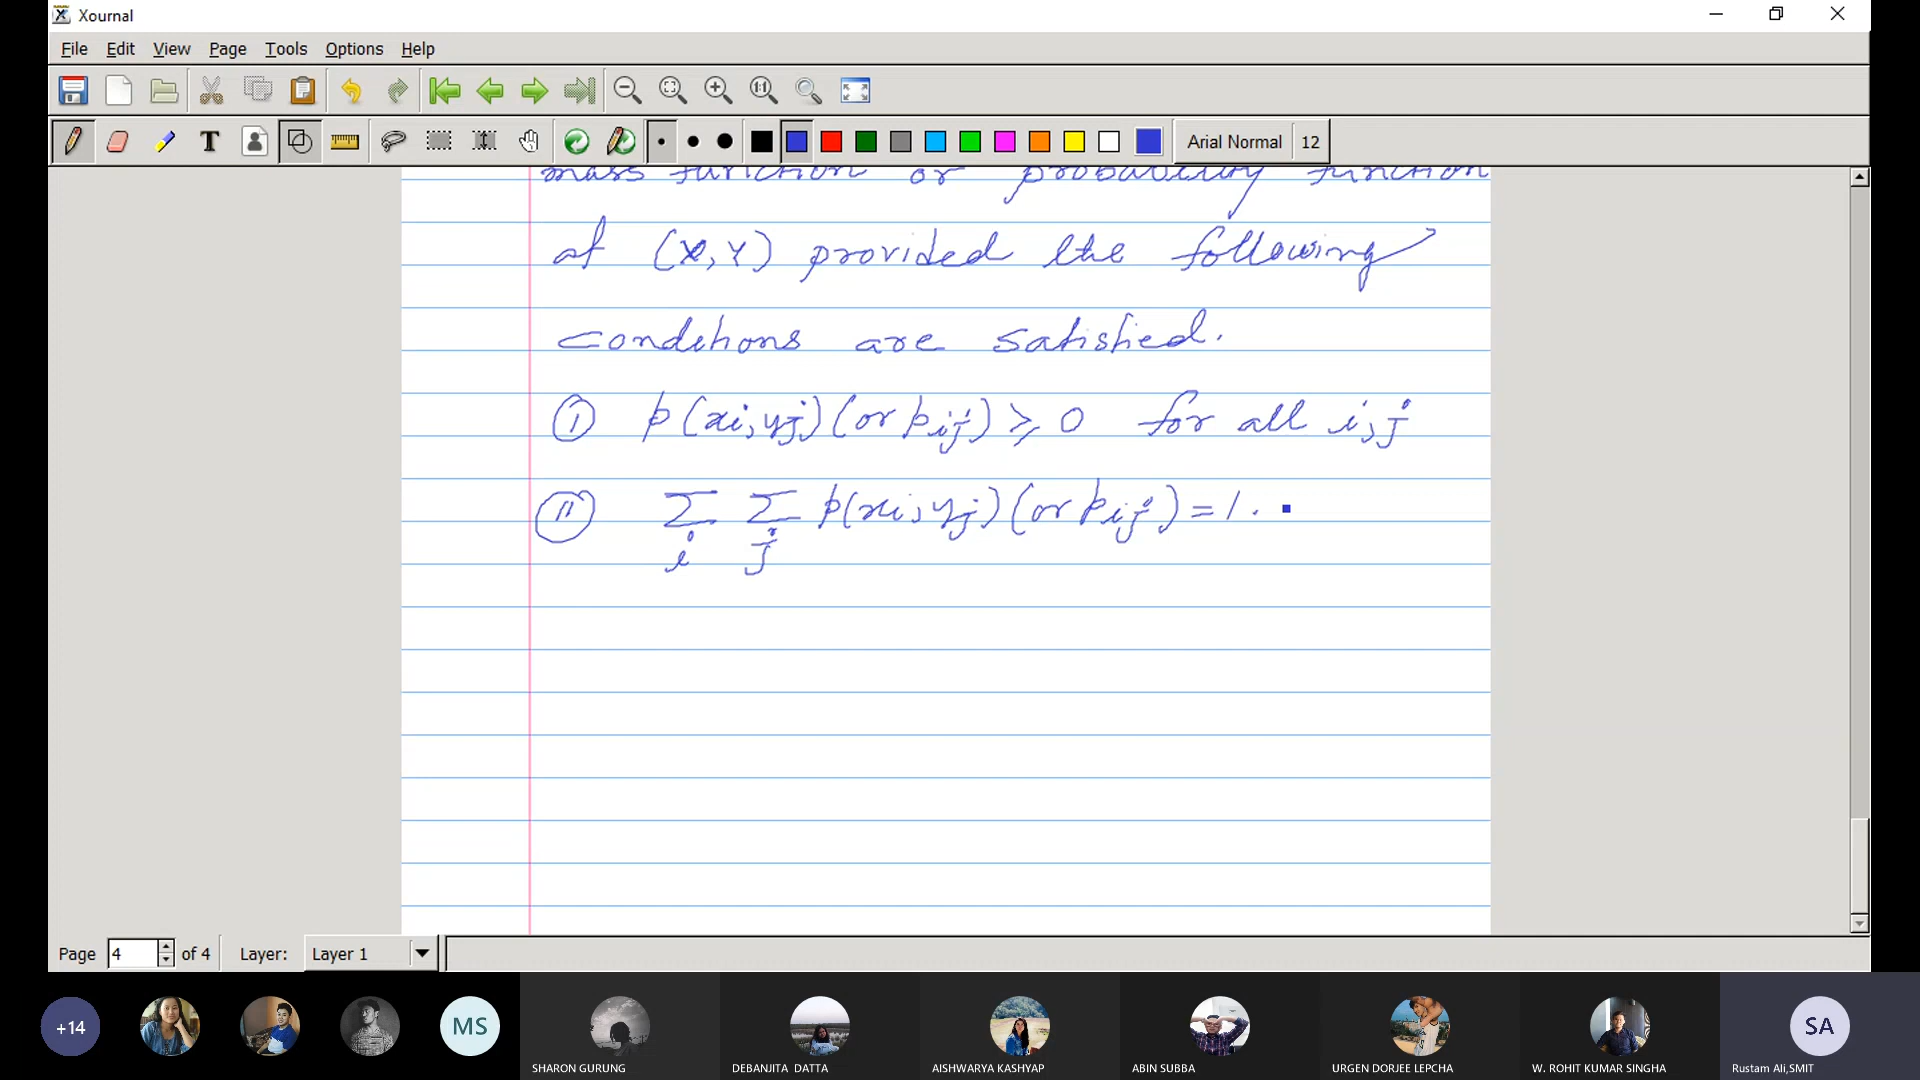 Xournal
File Edit View Page Tools Options Help
T Arial Normal 12
mass function or probability function
of (X,Y) provided the following
conditions are satisfied.
(I) p(xi,yj)(or pij) ≥ 0 for all i,j
(II) Σ Σ p(xi,yj)(or pij) = 1.
i j
Page 4 of 4 Layer: Layer 1
+14 MS SA
SHARON GURUNG DEBANJITA DATTA AISHWARYA KASHYAP ABIN SUBBA URGEN DORJEE LEPCHA W. ROHIT KUMAR SINGHA Rustam Ali,SMIT